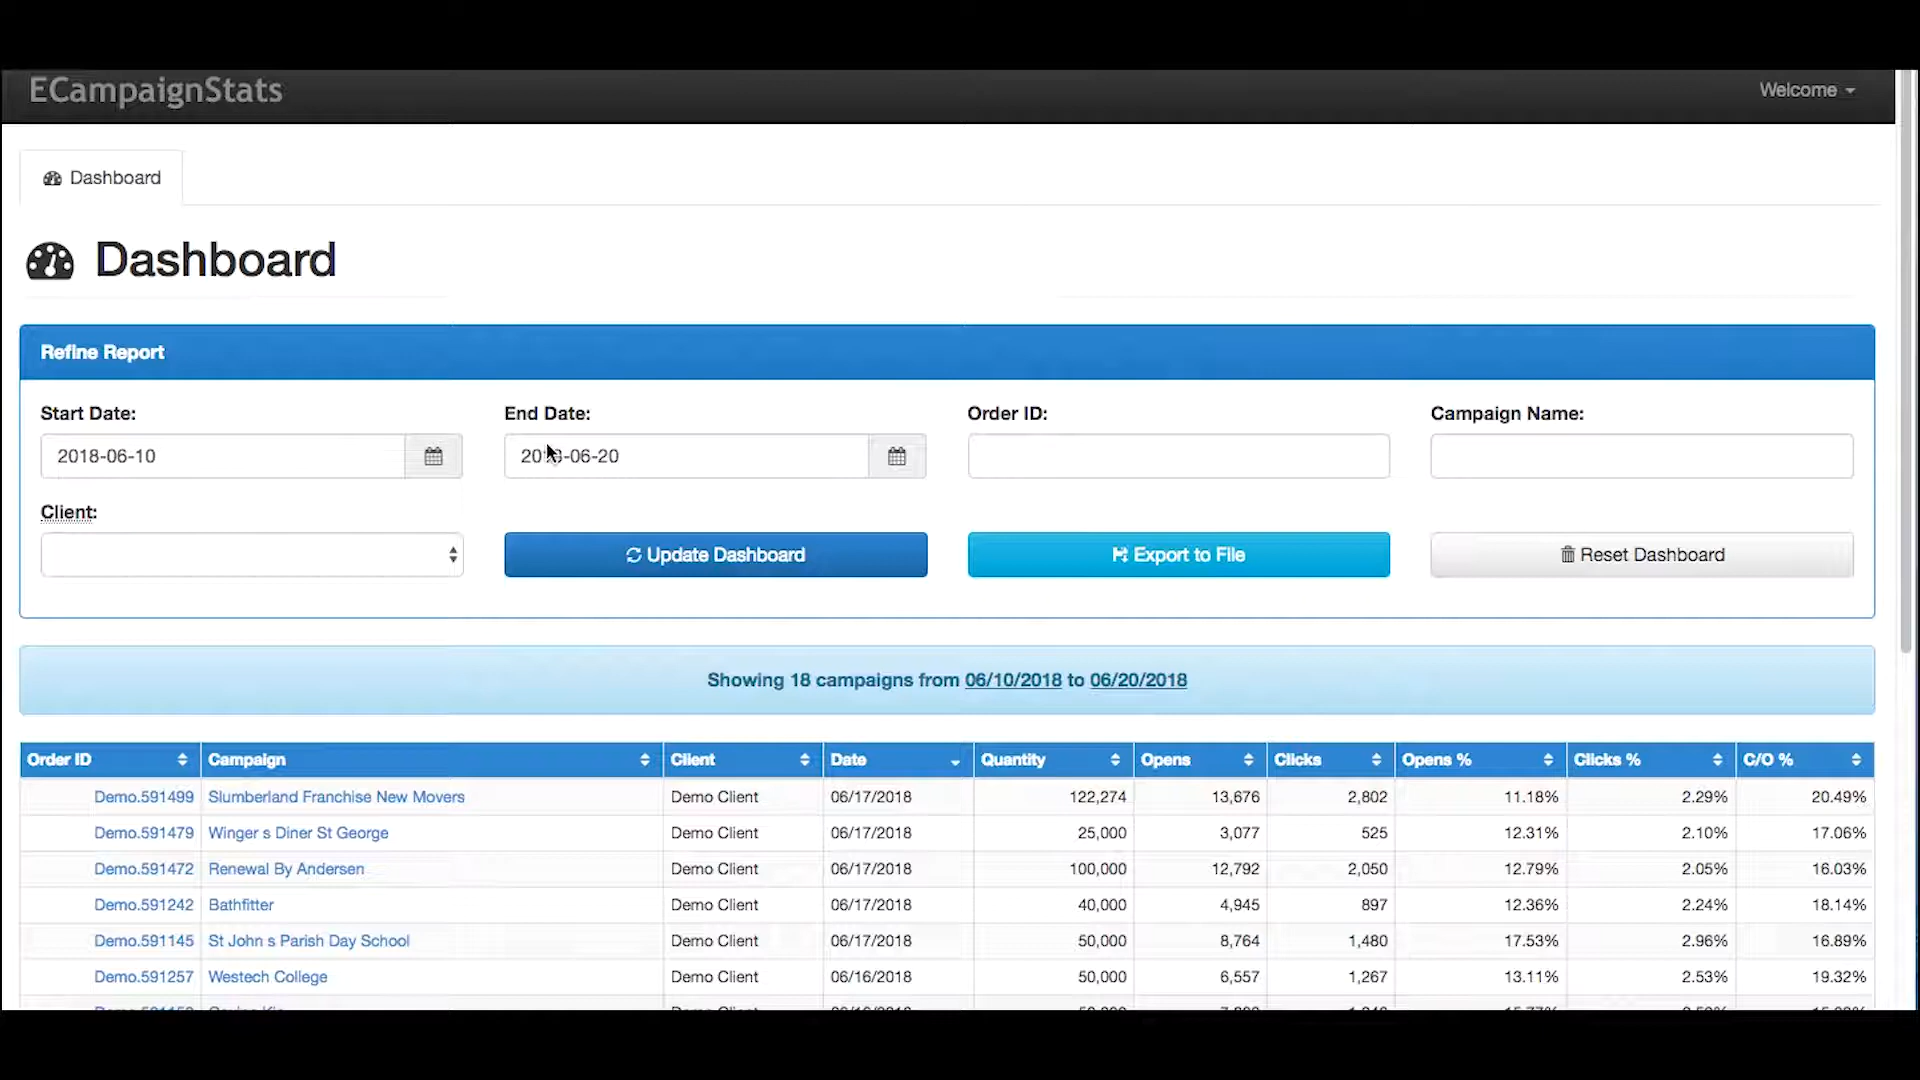 ECampaignStats Welcome
Dashboard
Dashboard
Refine Report
Start Date: End Date: Order ID: Campaign Name:
2018-06-10 2018-06-20
Client:
Update Dashboard Export to File Reset Dashboard
Showing 18 campaigns from 06/10/2018 to 06/20/2018
Order ID Campaign Client Date Quantity Opens Clicks Opens % Clicks % C/O %
Demo.591499 Slumberland Franchise New Movers Demo Client 06/17/2018 122,274 13,676 2,802 11.18% 2.29% 20.49%
Demo.591479 Winger s Diner St George Demo Client 06/17/2018 25,000 3,077 525 12.31% 2.10% 17.06%
Demo.591472 Renewal By Andersen Demo Client 06/17/2018 100,000 12,792 2,050 12.79% 2.05% 16.03%
Demo.591242 Bathfitter Demo Client 06/17/2018 40,000 4,945 897 12.36% 2.24% 18.14%
Demo.591145 St John s Parish Day School Demo Client 06/17/2018 50,000 8,764 1,480 17.53% 2.96% 16.89%
Demo.591257 Westech College Demo Client 06/16/2018 50,000 6,557 1,267 13.11% 2.53% 19.32%